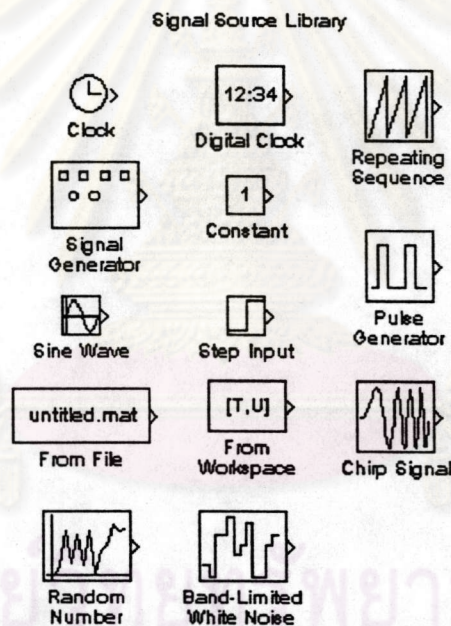 Signal Source Library
Clock
12:34
Digital Clock
Repeating
Sequence
Signal
Generator
1
Constant
Pulse
Generator
Sine Wave
Step Input
untitled.mat
From File
[T,U]
From
Workspace
Chirp Signal
Random
Number
Band-Limited
White Noise